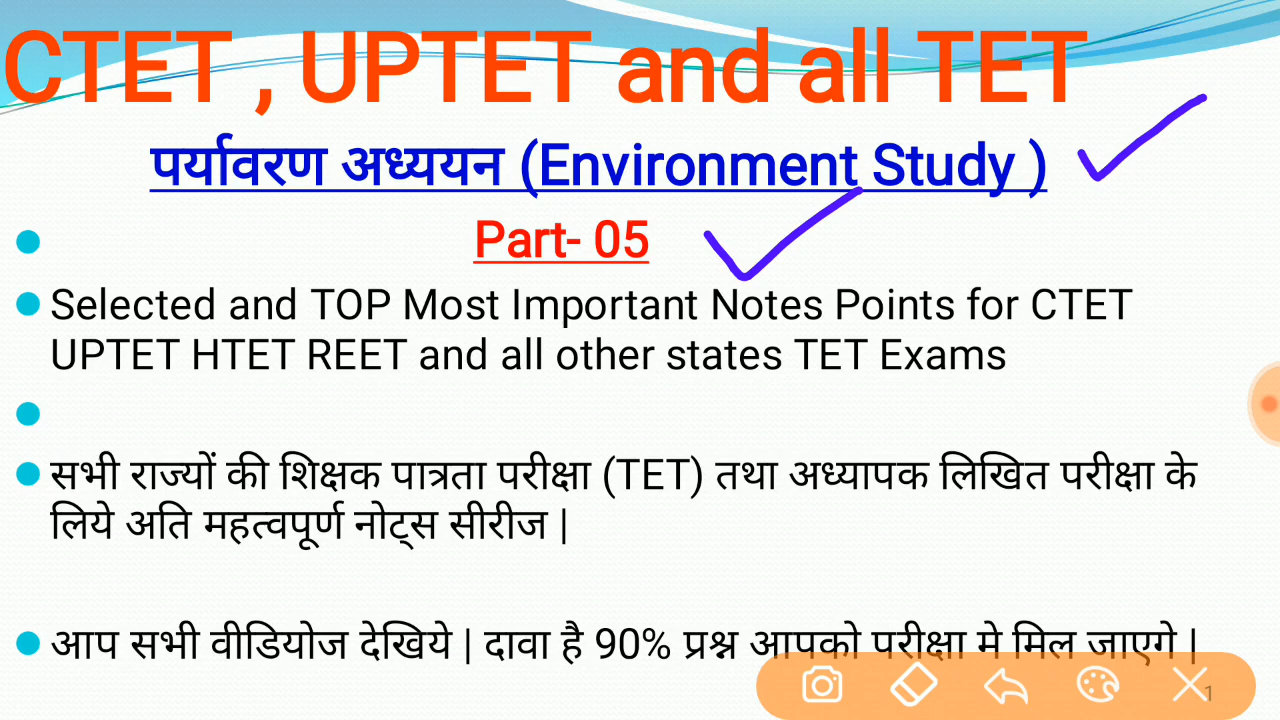 CTET , UPTET and all TET
पर्यावरण अध्ययन (Environment Study )
Part- 05
Selected and TOP Most Important Notes Points for CTET
UPTET HTET REET and all other states TET Exams
सभी राज्यों की शिक्षक पात्रता परीक्षा (TET) तथा अध्यापक लिखित परीक्षा के
लिये अति महत्वपूर्ण नोट्स सीरीज |
आप सभी वीडियोज देखिये | दावा है 90% प्रश्न आपको परीक्षा मे मिल जाएगे |
1